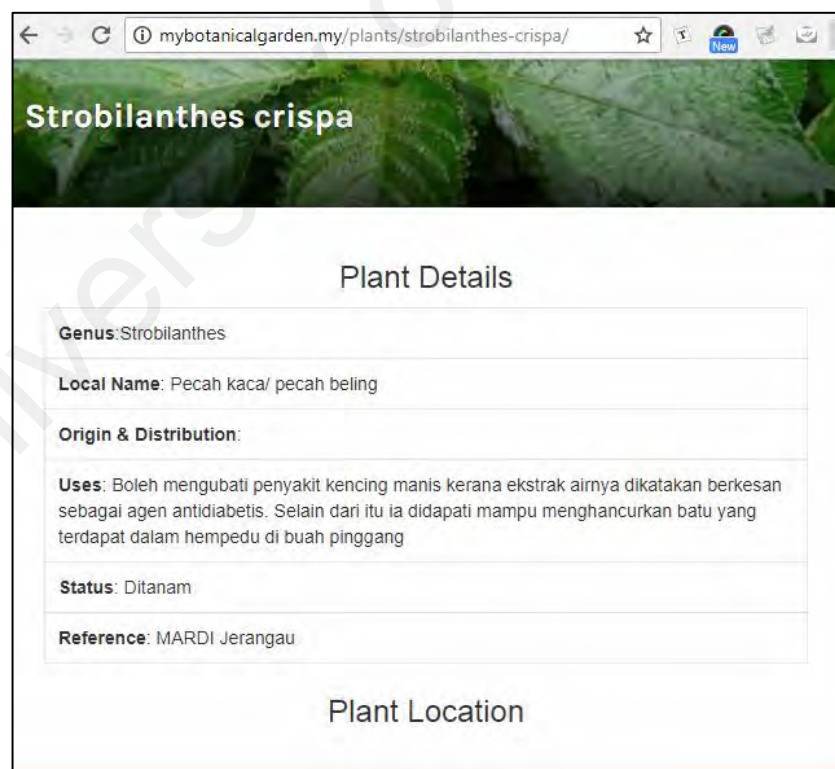 mybotanicalgarden.my/plants/strobilanthes-crispa/
New
Strobilanthes crispa
Plant Details
Genus:Strobilanthes
Local Name: Pecah kaca/ pecah beling
Origin & Distribution:
Uses: Boleh mengubati penyakit kencing manis kerana ekstrak airnya dikatakan berkesan
sebagai agen antidiabetis. Selain dari itu ia didapati mampu menghancurkan batu yang
terdapat dalam hempedu di buah pinggang
Status: Ditanam
Reference: MARDI Jerangau
Plant Location